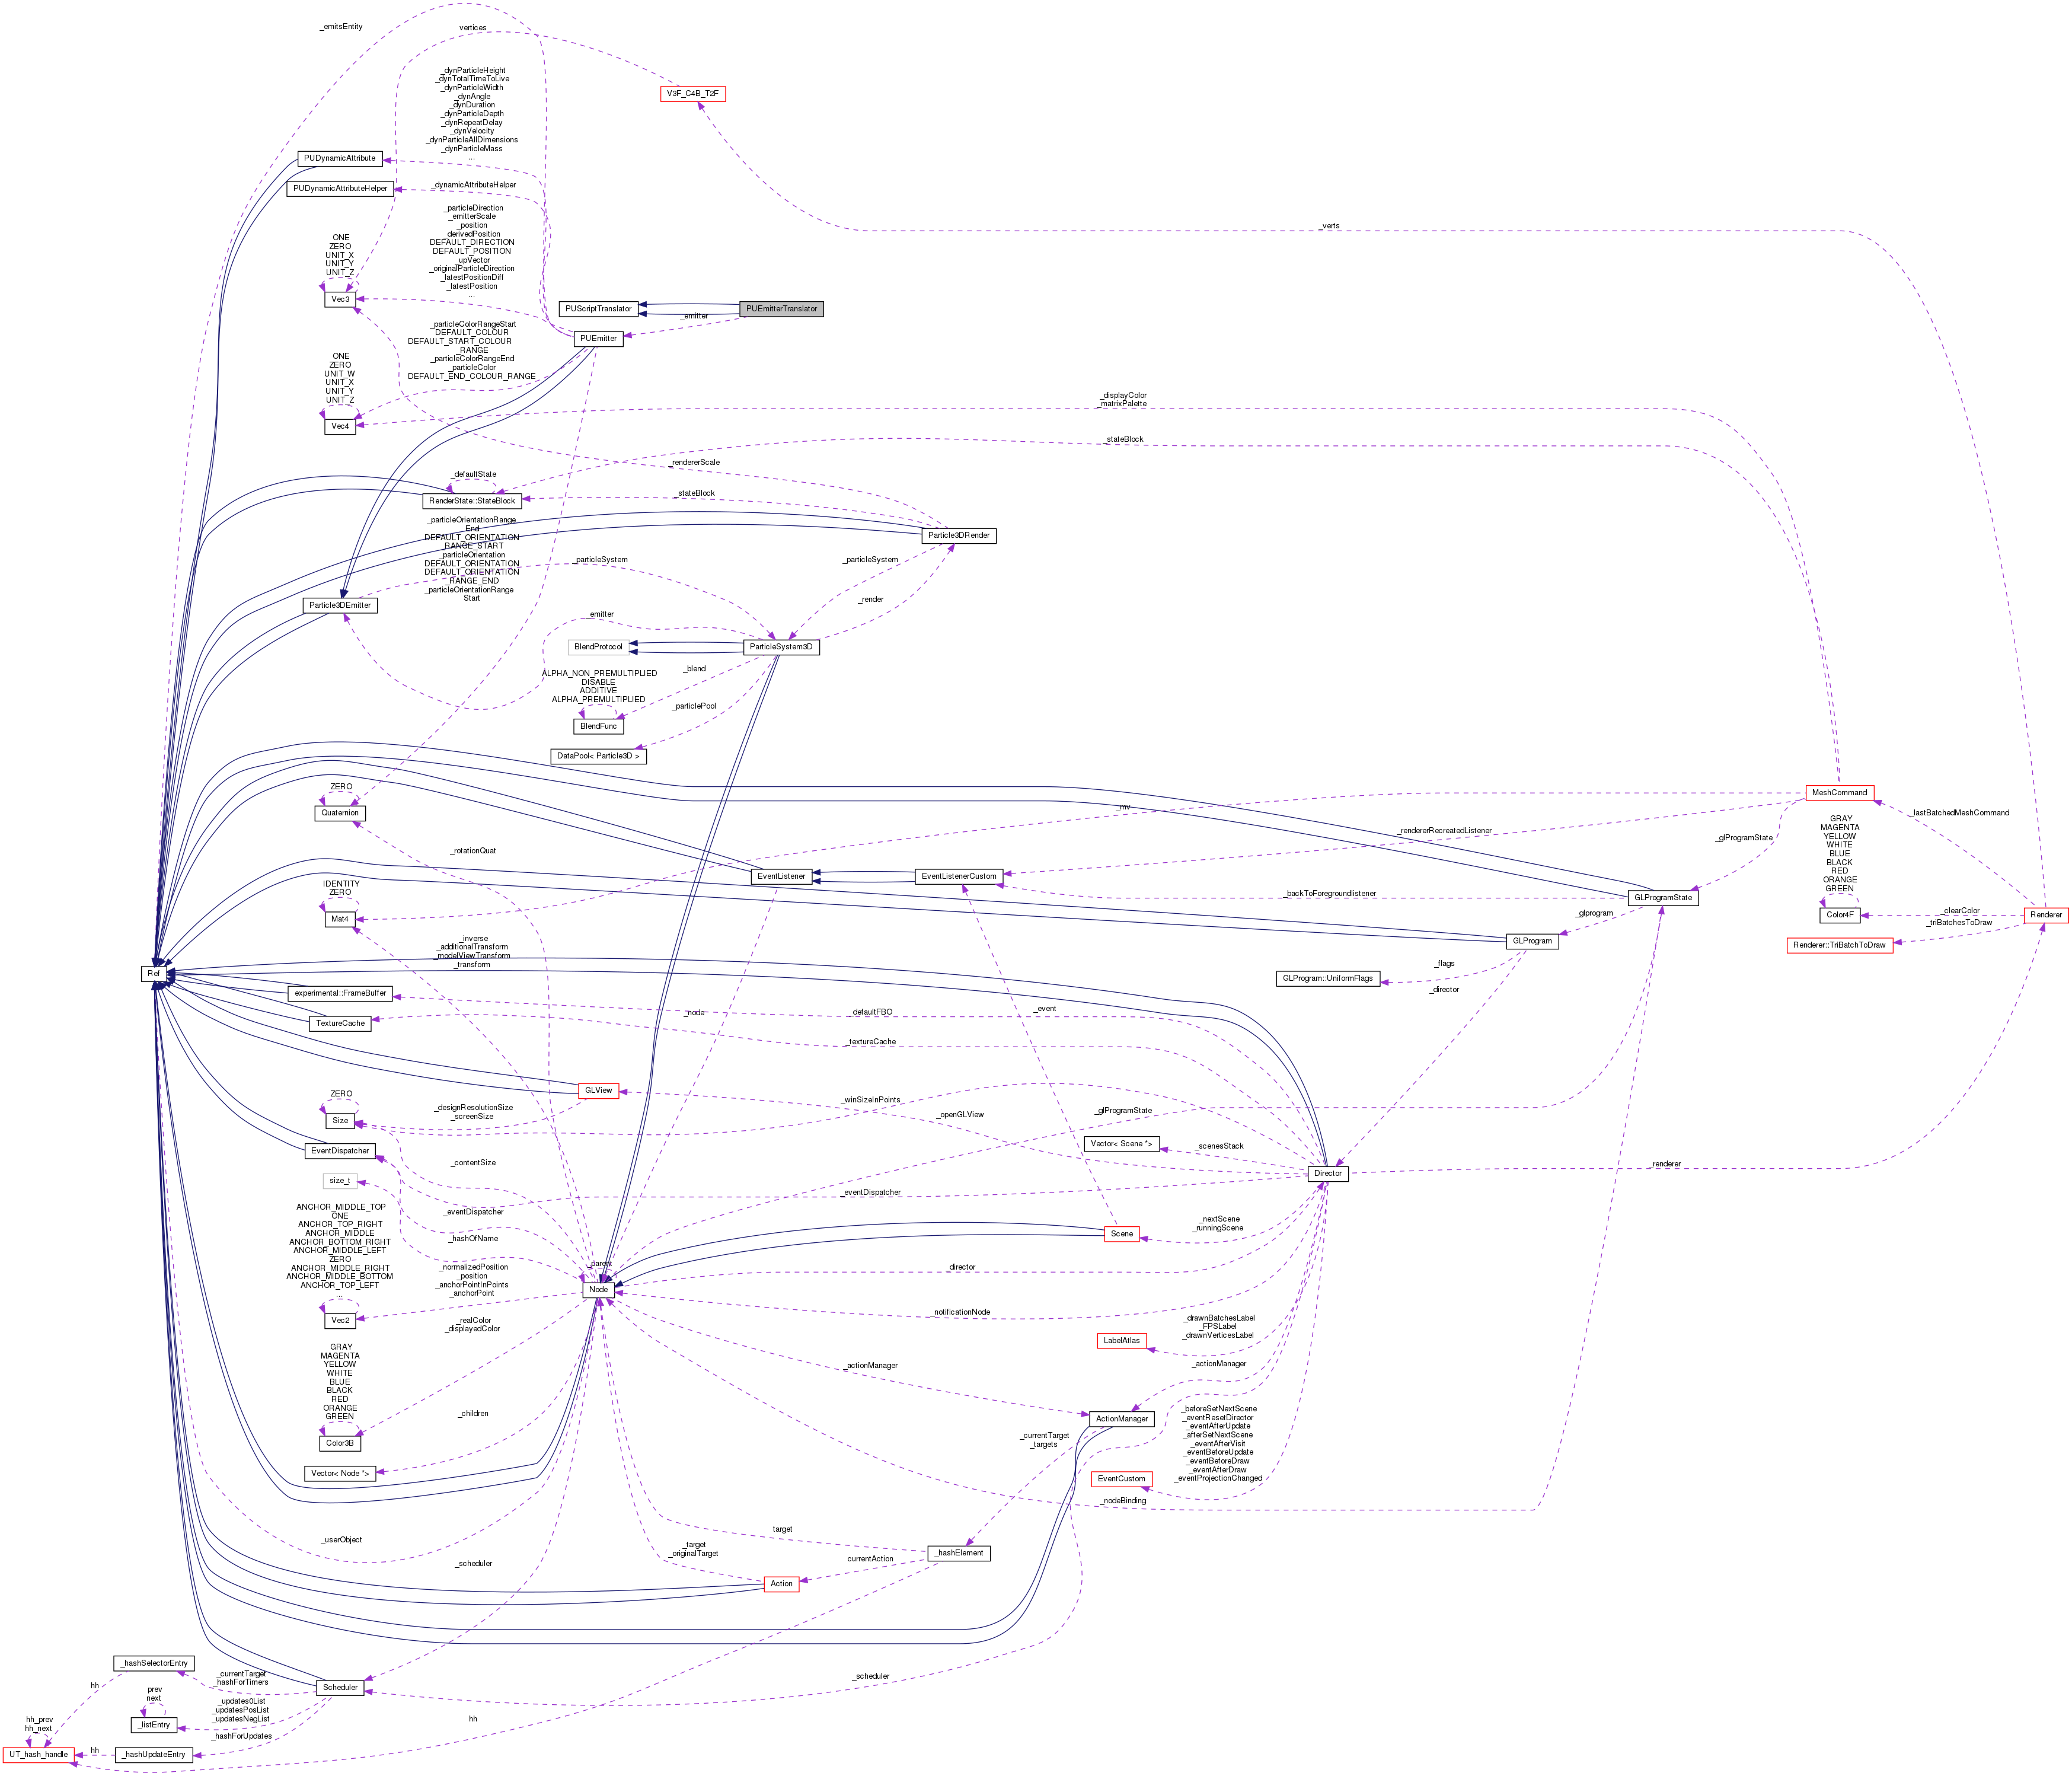 _emitsEntity
vertices
V3F_C4B_T2F
_dynParticleHeight
_dynTotalTimeToLive
_dynParticleWidth
_dynAngle
_dynDuration
_dynParticleDepth
_dynRepeatDelay
_dynVelocity
_dynParticleAllDimensions
_dynParticleMass
...
PUDynamicAttribute
PUDynamicAttributeHelper
_dynamicAttributeHelper
_verts
_particleDirection
_emitterScale
_position
_derivedPosition
DEFAULT_DIRECTION
DEFAULT_POSITION
_upVector
_originalParticleDirection
_latestPositionDiff
_latestPosition
...
ONE
ZERO
UNIT_X
UNIT_Y
UNIT_Z
Vec3
PUScriptTranslator
PUEmitterTranslator
_emitter
PUEmitter
_particleColorRangeStart
DEFAULT_COLOUR
DEFAULT_START_COLOUR
_RANGE
_particleColorRangeEnd
_particleColor
DEFAULT_END_COLOUR_RANGE
ONE
ZERO
UNIT_W
UNIT_X
UNIT_Y
UNIT_Z
Vec4
_displayColor
_matrixPalette
_stateBlock
_rendererScale
_defaultState
RenderState::StateBlock
_stateBlock
_particleOrientationRange
End
DEFAULT_ORIENTATION
_RANGE_START
_particleOrientation
DEFAULT_ORIENTATION
DEFAULT_ORIENTATION
_RANGE_END
_particleOrientationRange
Start
Particle3DRender
_particleSystem
_particleSystem
Particle3DEmitter
_render
_emitter
BlendProtocol
ParticleSystem3D
_blend
ALPHA_NON_PREMULTIPLIED
DISABLE
ADDITIVE
ALPHA_PREMULTIPLIED
BlendFunc
_particlePool
DataPool< Particle3D >
ZERO
Quaternion
MeshCommand
_mv
_lastBatchedMeshCommand
_rendererRecreatedListener
_glProgramState
GRAY
MAGENTA
YELLOW
WHITE
BLUE
BLACK
RED
ORANGE
GREEN
Color4F
_rotationQuat
EventListener
EventListenerCustom
_backToForegroundlistener
GLProgramState
IDENTITY
ZERO
Mat4
_glprogram
_clearColor
Renderer
_triBatchesToDraw
GLProgram
Renderer::TriBatchToDraw
_inverse
_additionalTransform
_modelViewTransform
_transform
Ref
_flags
GLProgram::UniformFlags
experimental::FrameBuffer
_director
TextureCache
_node
_defaultFBO
_event
_textureCache
GLView
ZERO
Size
_designResolutionSize
_screenSize
_winSizeInPoints
_openGLView
_glProgramState
EventDispatcher
Vector< Scene *>
_scenesStack
_contentSize
Director
_renderer
size_t
_eventDispatcher
_eventDispatcher
ANCHOR_MIDDLE_TOP
ONE
ANCHOR_TOP_RIGHT
ANCHOR_MIDDLE
ANCHOR_BOTTOM_RIGHT
ANCHOR_MIDDLE_LEFT
ZERO
ANCHOR_MIDDLE_RIGHT
ANCHOR_MIDDLE_BOTTOM
ANCHOR_TOP_LEFT
...
Vec2
_hashOfName
Scene
_nextScene
_runningScene
_normalizedPosition
_position
_anchorPointInPoints
_anchorPoint
_parent
Node
_director
_notificationNode
_realColor
_displayedColor
_drawnBatchesLabel
_FPSLabel
_drawnVerticesLabel
LabelAtlas
GRAY
MAGENTA
YELLOW
WHITE
BLUE
BLACK
RED
ORANGE
GREEN
Color3B
_actionManager
_actionManager
_children
ActionManager
_currentTarget
_targets
_beforeSetNextScene
_eventResetDirector
_eventAfterUpdate
_afterSetNextScene
_eventAfterVisit
_eventBeforeUpdate
_eventBeforeDraw
_eventAfterDraw
_eventProjectionChanged
Vector< Node *>
EventCustom
_nodeBinding
_userObject
target
_target
_originalTarget
_hashElement
currentAction
Action
_scheduler
_hashSelectorEntry
_currentTarget
_hashForTimers
_scheduler
hh
Scheduler
prev
next
_listEntry
_updates0List
_updatesPosList
_updatesNegList
hh
hh_prev
hh_next
_hashForUpdates
UT_hash_handle
hh
_hashUpdateEntry